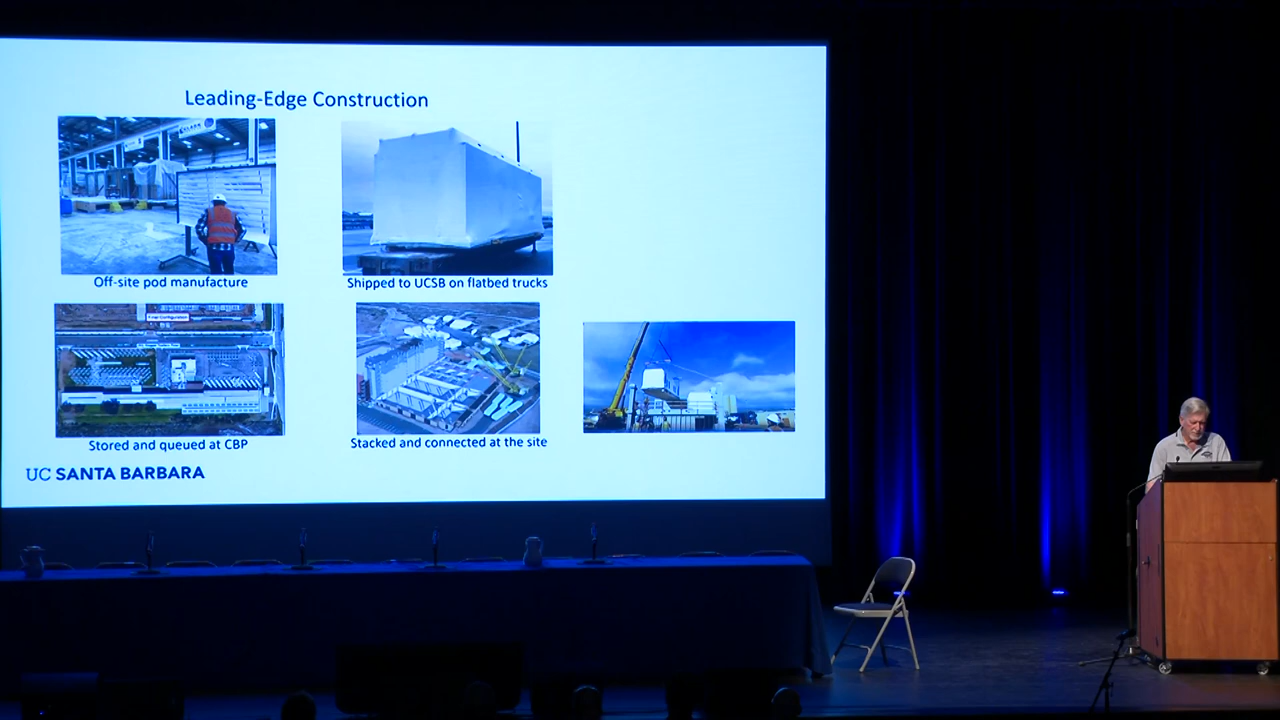 Leading-Edge Construction
CLARK
Off-site pod manufacture
Shipped to UCSB on flatbed trucks
Stored and queued at CBP
Stacked and connected at the site
UC SANTA BARBARA